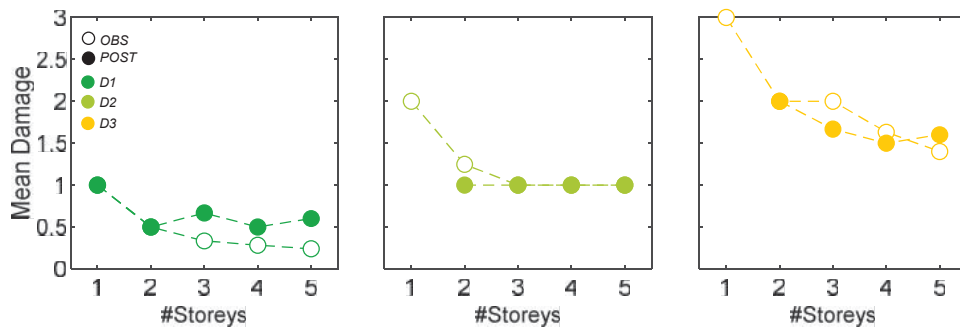 Mean Damage
3
2.5
2
1.5
1
0.5
0
OBS
POST
D1
D2
D3
1 2 3 4 5
#Storeys
1 2 3 4 5
#Storeys
1 2 3 4 5
#Storeys